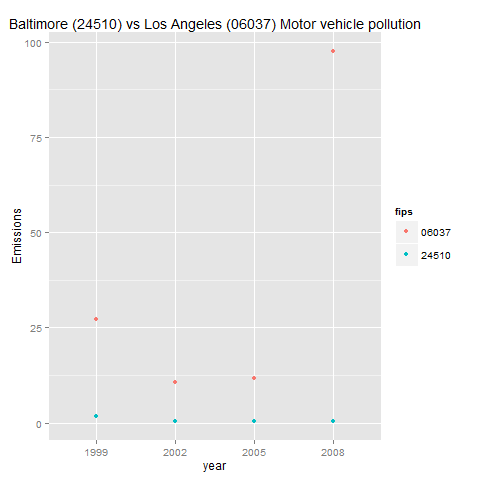 Baltimore (24510) vs Los Angeles (06037) Motor vehicle pollution
100
75
50
25
0
Emissions
1999 2002 2005 2008
year
fips
06037
24510